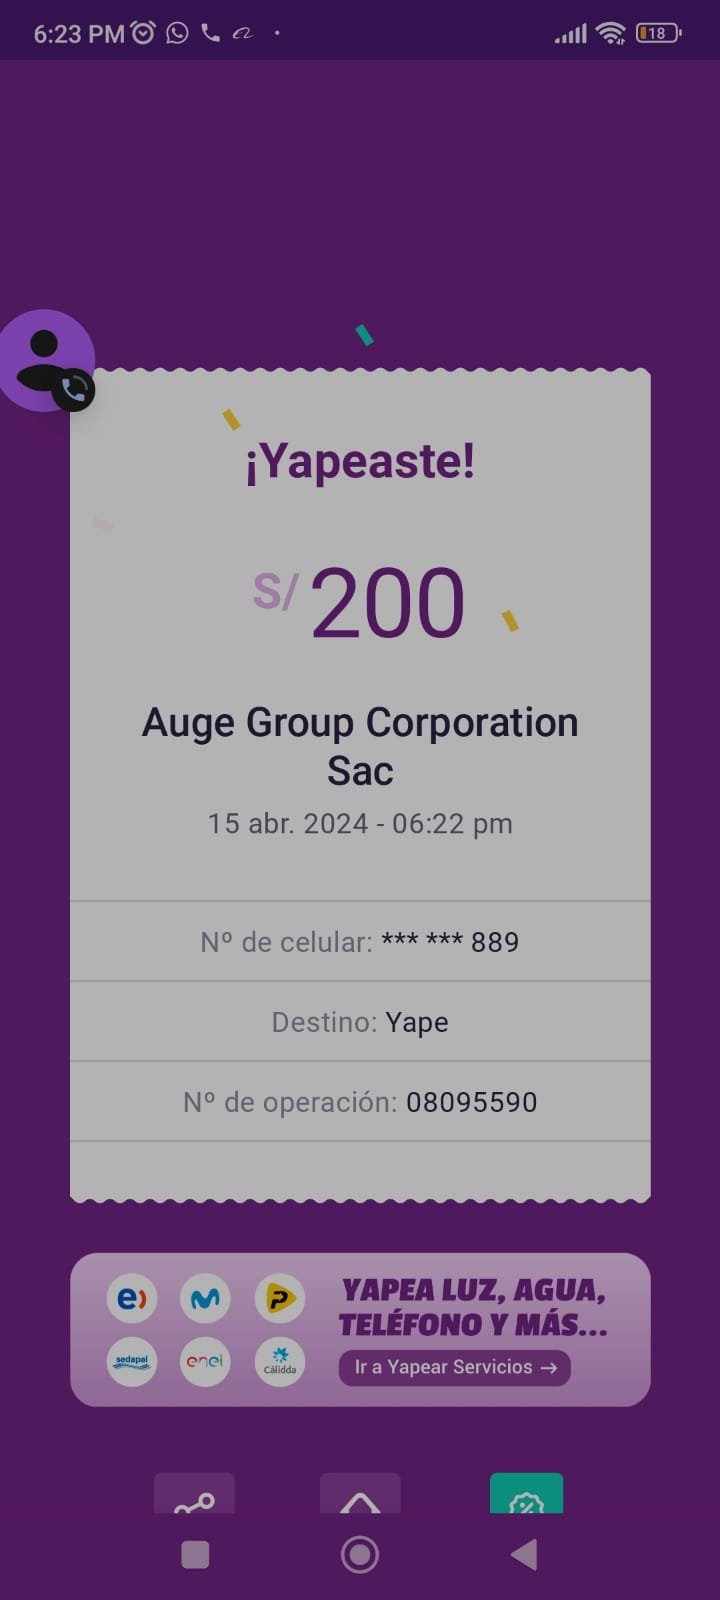 6:23 PM
18
¡Yapeaste!
S/ 200
Auge Group Corporation
Sac
15 abr. 2024 - 06:22 pm
Nº de celular: *** *** 889
Destino: Yape
Nº de operación: 08095590
e)
P
sedapal
enel
Cálidda
YAPEA LUZ, AGUA,
TELÉFONO Y MÁS...
Ir a Yapear Servicios →